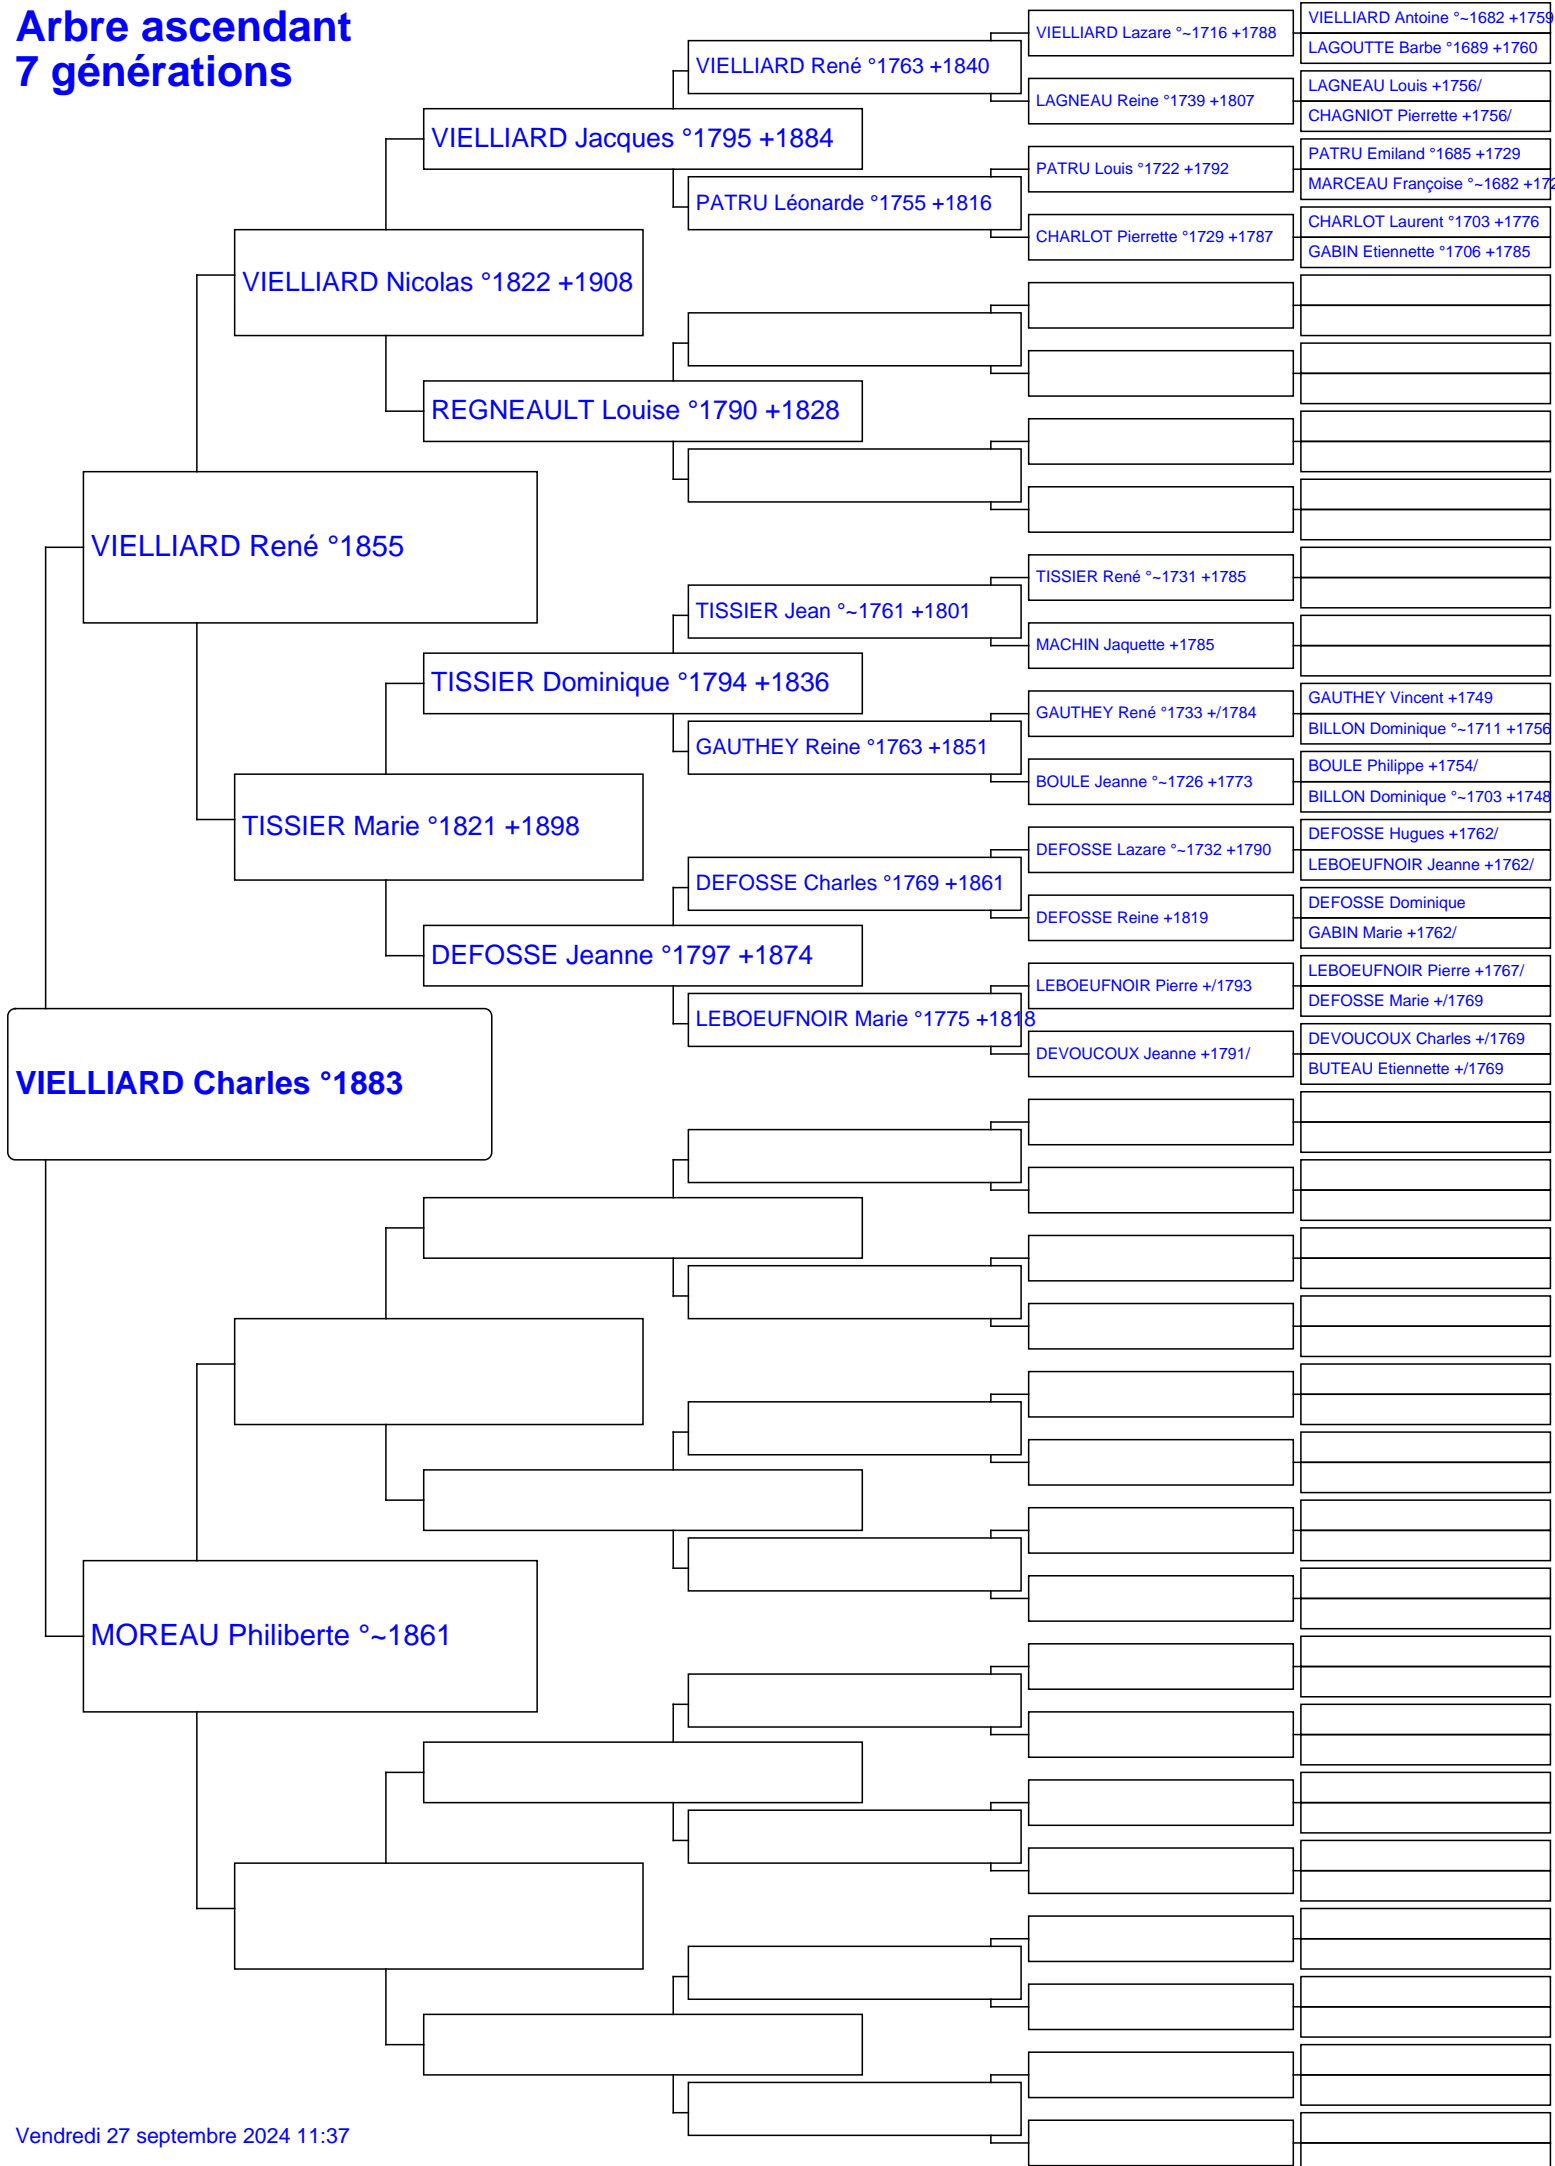 Arbre ascendant
7 générations
VIELLIARD Antoine °~1682 +1759
VIELLIARD Lazare °~1716 +1788
LAGOUTTE Barbe °1689 +1760
VIELLIARD René °1763 +1840
LAGNEAU Louis +1756/
LAGNEAU Reine °1739 +1807
CHAGNIOT Pierrette +1756/
VIELLIARD Jacques °1795 +1884
PATRU Emiland °1685 +1729
PATRU Louis °1722 +1792
MARCEAU Françoise °~1682
PATRU Léonarde °1755 +1816
CHARLOT Laurent °1703 +1776
CHARLOT Pierrette °1729 +1787
GABIN Etiennette °1706 +1785
VIELLIARD Nicolas °1822 +1908
REGNEAULT Louise °1790 +1828
VIELLIARD René °1855
TISSIER René °~1731 +1785
TISSIER Jean °~1761 +1801
MACHIN Jaquette +1785
TISSIER Dominique °1794 +1836
GAUTHEY Vincent +1749
GAUTHEY René °1733 +/1784
BILLON Dominique °~1711 +1756
GAUTHEY Reine °1763 +1851
BOULE Philippe +1754/
BOULE Jeanne °~1726 +1773
BILLON Dominique °~1703 +1748
TISSIER Marie °1821 +1898
DEFOSSE Hugues +1762/
DEFOSSE Lazare °~1732 +1790
LEBOEUFNOIR Jeanne +1762/
DEFOSSE Charles °1769 +1861
DEFOSSE Dominique
DEFOSSE Reine +1819
GABIN Marie +1762/
DEFOSSE Jeanne °1797 +1874
LEBOEUFNOIR Pierre +1767/
LEBOEUFNOIR Pierre +/1793
DEFOSSE Marie +/1769
LEBOEUFNOIR Marie °1775 +1818
DEVOUCOUX Charles +/1769
DEVOUCOUX Jeanne +1791/
BUTEAU Etiennette +/1769
VIELLIARD Charles °1883
MOREAU Philiberte °~1861
Vendredi 27 septembre 2024 11:37